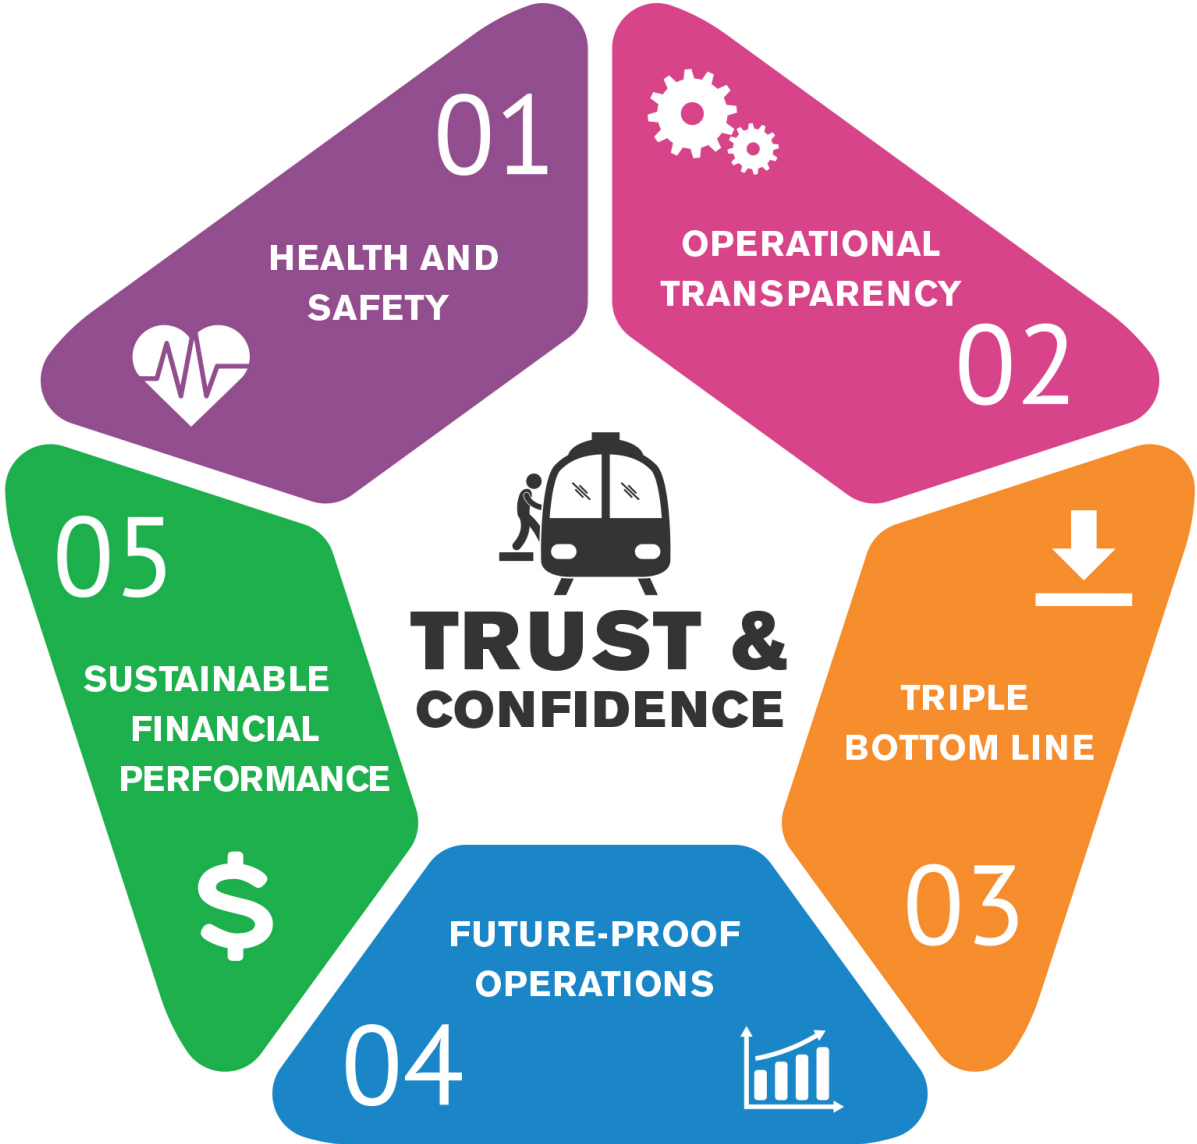 01
HEALTH AND
SAFETY
OPERATIONAL
TRANSPARENCY
02
TRIPLE
BOTTOM LINE
03
FUTURE-PROOF
OPERATIONS
04
05
SUSTAINABLE
FINANCIAL
PERFORMANCE
$
TRUST &
CONFIDENCE